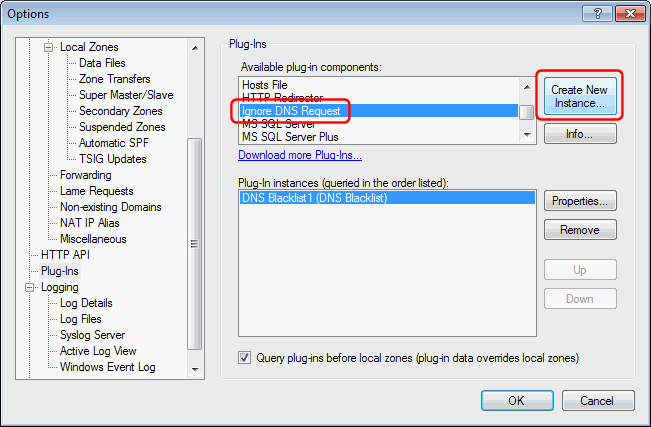 Options
Local Zones
Data Files
Zone Transfers
Super Master/Slave
Secondary Zones
Suspended Zones
Automatic SPF
TSIG Updates
Forwarding
Lame Requests
Non-existing Domains
NAT IP Alias
Miscellaneous
HTTP API
Plug-Ins
Logging
Log Details
Log Files
Syslog Server
Active Log View
Windows Event Log
Plug-Ins
Available plug-in components:
Hosts File
HTTP Redirector
Ignore DNS Request
MS SQL Server
MS SQL Server Plus
Create New
Instance...
Info...
Download more Plug-Ins...
Plug-In instances (queried in the order listed):
DNS Blacklist1 (DNS Blacklist)
Properties...
Remove
Up
Down
Query plug-ins before local zones (plug-in data overrides local zones)
OK
Cancel